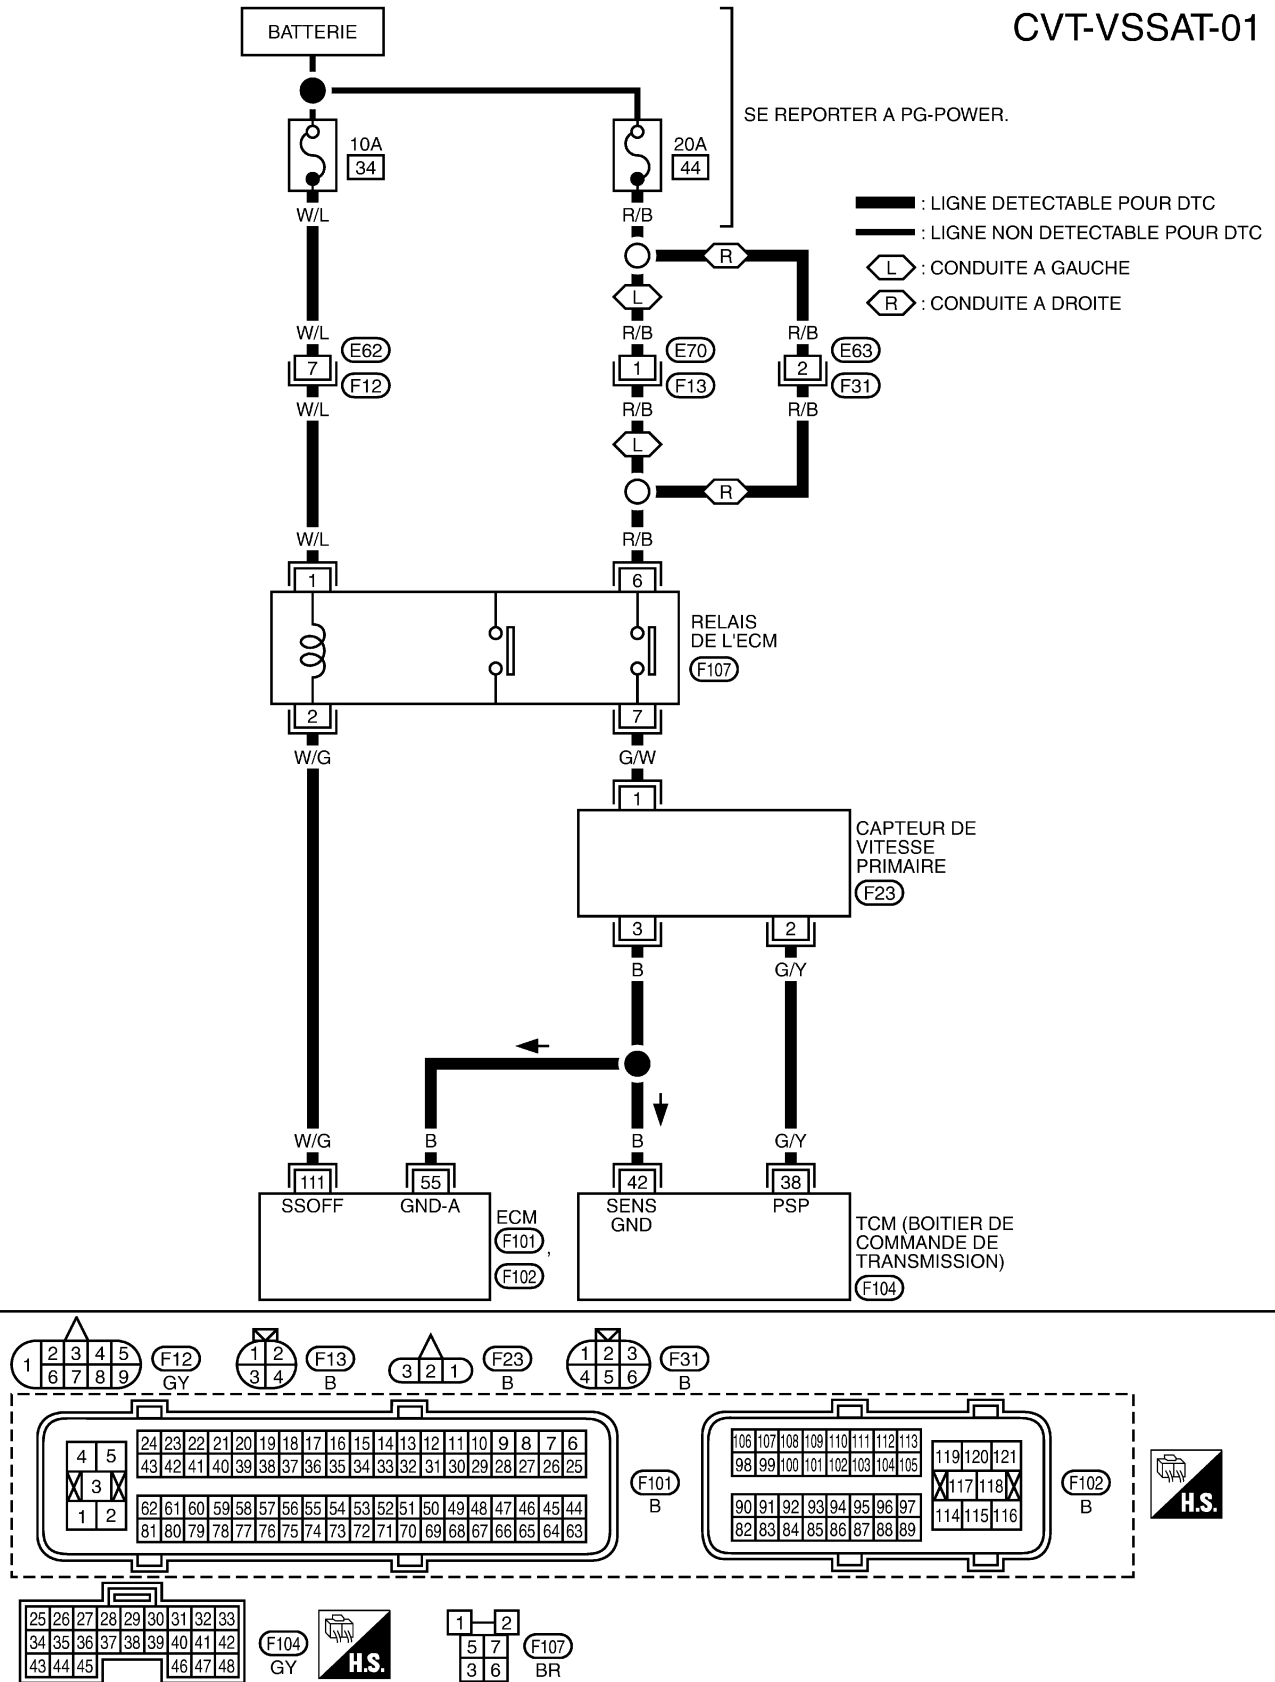 CVT-VSSAT-01
BATTERIE
SE REPORTER A PG-POWER.
10A
34
20A
44
W/L
R/B
: LIGNE DETECTABLE POUR DTC
: LIGNE NON DETECTABLE POUR DTC
L : CONDUITE A GAUCHE
R : CONDUITE A DROITE
R
L
W/L
R/B
R/B
7
E62
F12
1
E70
F13
2
E63
F31
W/L
R/B
R/B
L
R
W/L
R/B
1
6
RELAIS
DE L'ECM
F107
2
7
W/G
G/W
1
CAPTEUR DE
VITESSE
PRIMAIRE
F23
3
2
B
G/Y
W/G
B
B
G/Y
111
55
42
38
SSOFF
GND-A
SENS
GND
PSP
ECM
F101 ,
F102
TCM (BOITIER DE
COMMANDE DE
TRANSMISSION)
F104
1
2 3 4 5
6 7 8 9
F12
GY
1 2
3 4
F13
B
3 2 1
F23
B
1 2 3
4 5 6
F31
B
4 5
3
1 2
24 23 22 21 20 19 18 17 16 15 14 13 12 11 10 9 8 7 6
43 42 41 40 39 38 37 36 35 34 33 32 31 30 29 28 27 26 25
62 61 60 59 58 57 56 55 54 53 52 51 50 49 48 47 46 45 44
81 80 79 78 77 76 75 74 73 72 71 70 69 68 67 66 65 64 63
F101
B
106 107 108 109 110 111 112 113
98 99 100 101 102 103 104 105
90 91 92 93 94 95 96 97
82 83 84 85 86 87 88 89
119 120 121
117 118
114 115 116
F102
B
H.S.
25 26 27 28 29 30 31 32 33
34 35 36 37 38 39 40 41 42
43 44 45 46 47 48
F104
GY
H.S.
1 2
5 7
3 6
F107
BR